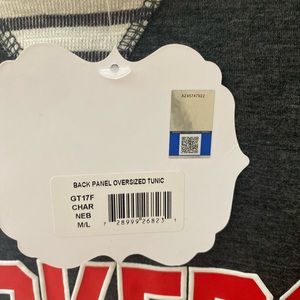 BACK PANEL OVERSIZED TUNIC
GT17F
CHAR
NEB
M/L
7 28999 26823 1